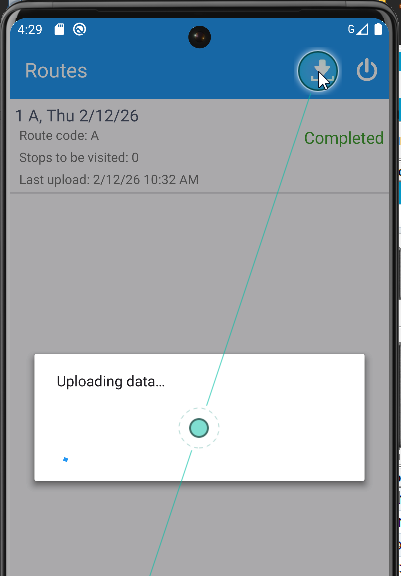 4:29
G
Routes
1 A, Thu 2/12/26
Route code: A
Completed
Stops to be visited: 0
Last upload: 2/12/26 10:32 AM
Uploading data...